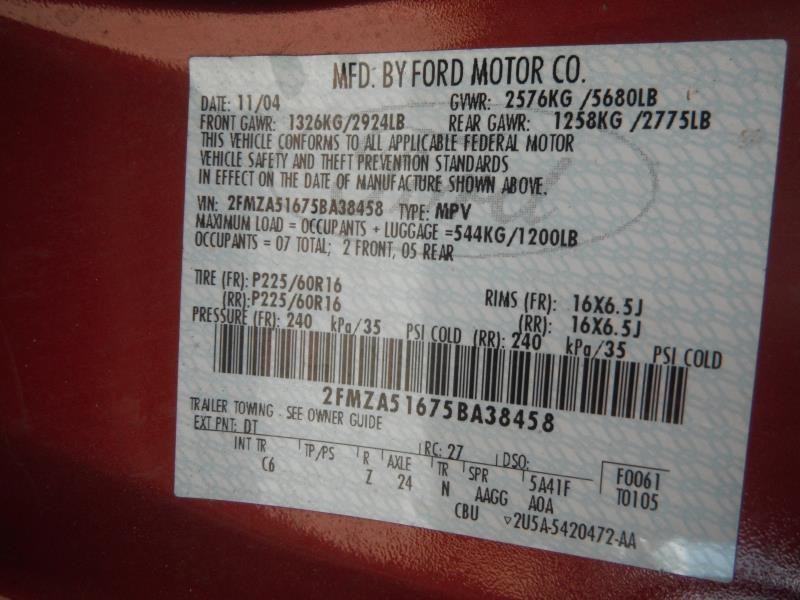 MFD. BY FORD MOTOR CO.
DATE: 11/04 GVWR: 2576KG /5680LB
FRONT GAWR: 1326KG/2924LB REAR GAWR: 1258KG /2775LB
THIS VEHICLE CONFORMS TO ALL APPLICABLE FEDERAL MOTOR
VEHICLE SAFETY AND THEFT PREVENTION STANDARDS
IN EFFECT ON THE DATE OF MANUFACTURE SHOWN ABOVE.
VIN: 2FMZA51675BA38458 TYPE: MPV
MAXIMUM LOAD = OCCUPANTS + LUGGAGE =544KG/1200LB
OCCUPANTS = 07 TOTAL; 2 FRONT, 05 REAR
TIRE (FR): P225/60R16 RIMS (FR): 16X6.5J
(RR): P225/60R16 (RR): 16X6.5J
PRESSURE (FR): 240 kPa/35 PSI COLD (RR): 240 kPa/35 PSI COLD
2FMZA51675BA38458
TRAILER TOWING - SEE OWNER GUIDE
EXT PNT: DT RC: 27 DSO: F0061
INT TR TP/PS R AXLE TR SPR 5A41F T0105
C6 Z 24 N AAGG A0A
CBU ▽2U5A-5420472-AA
Ford